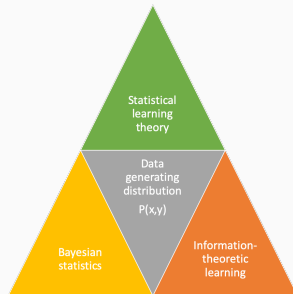 Statistical
learning
theory
Data
generating
distribution
P(x,y)
Bayesian
statistics
Information-
theoretic
learning